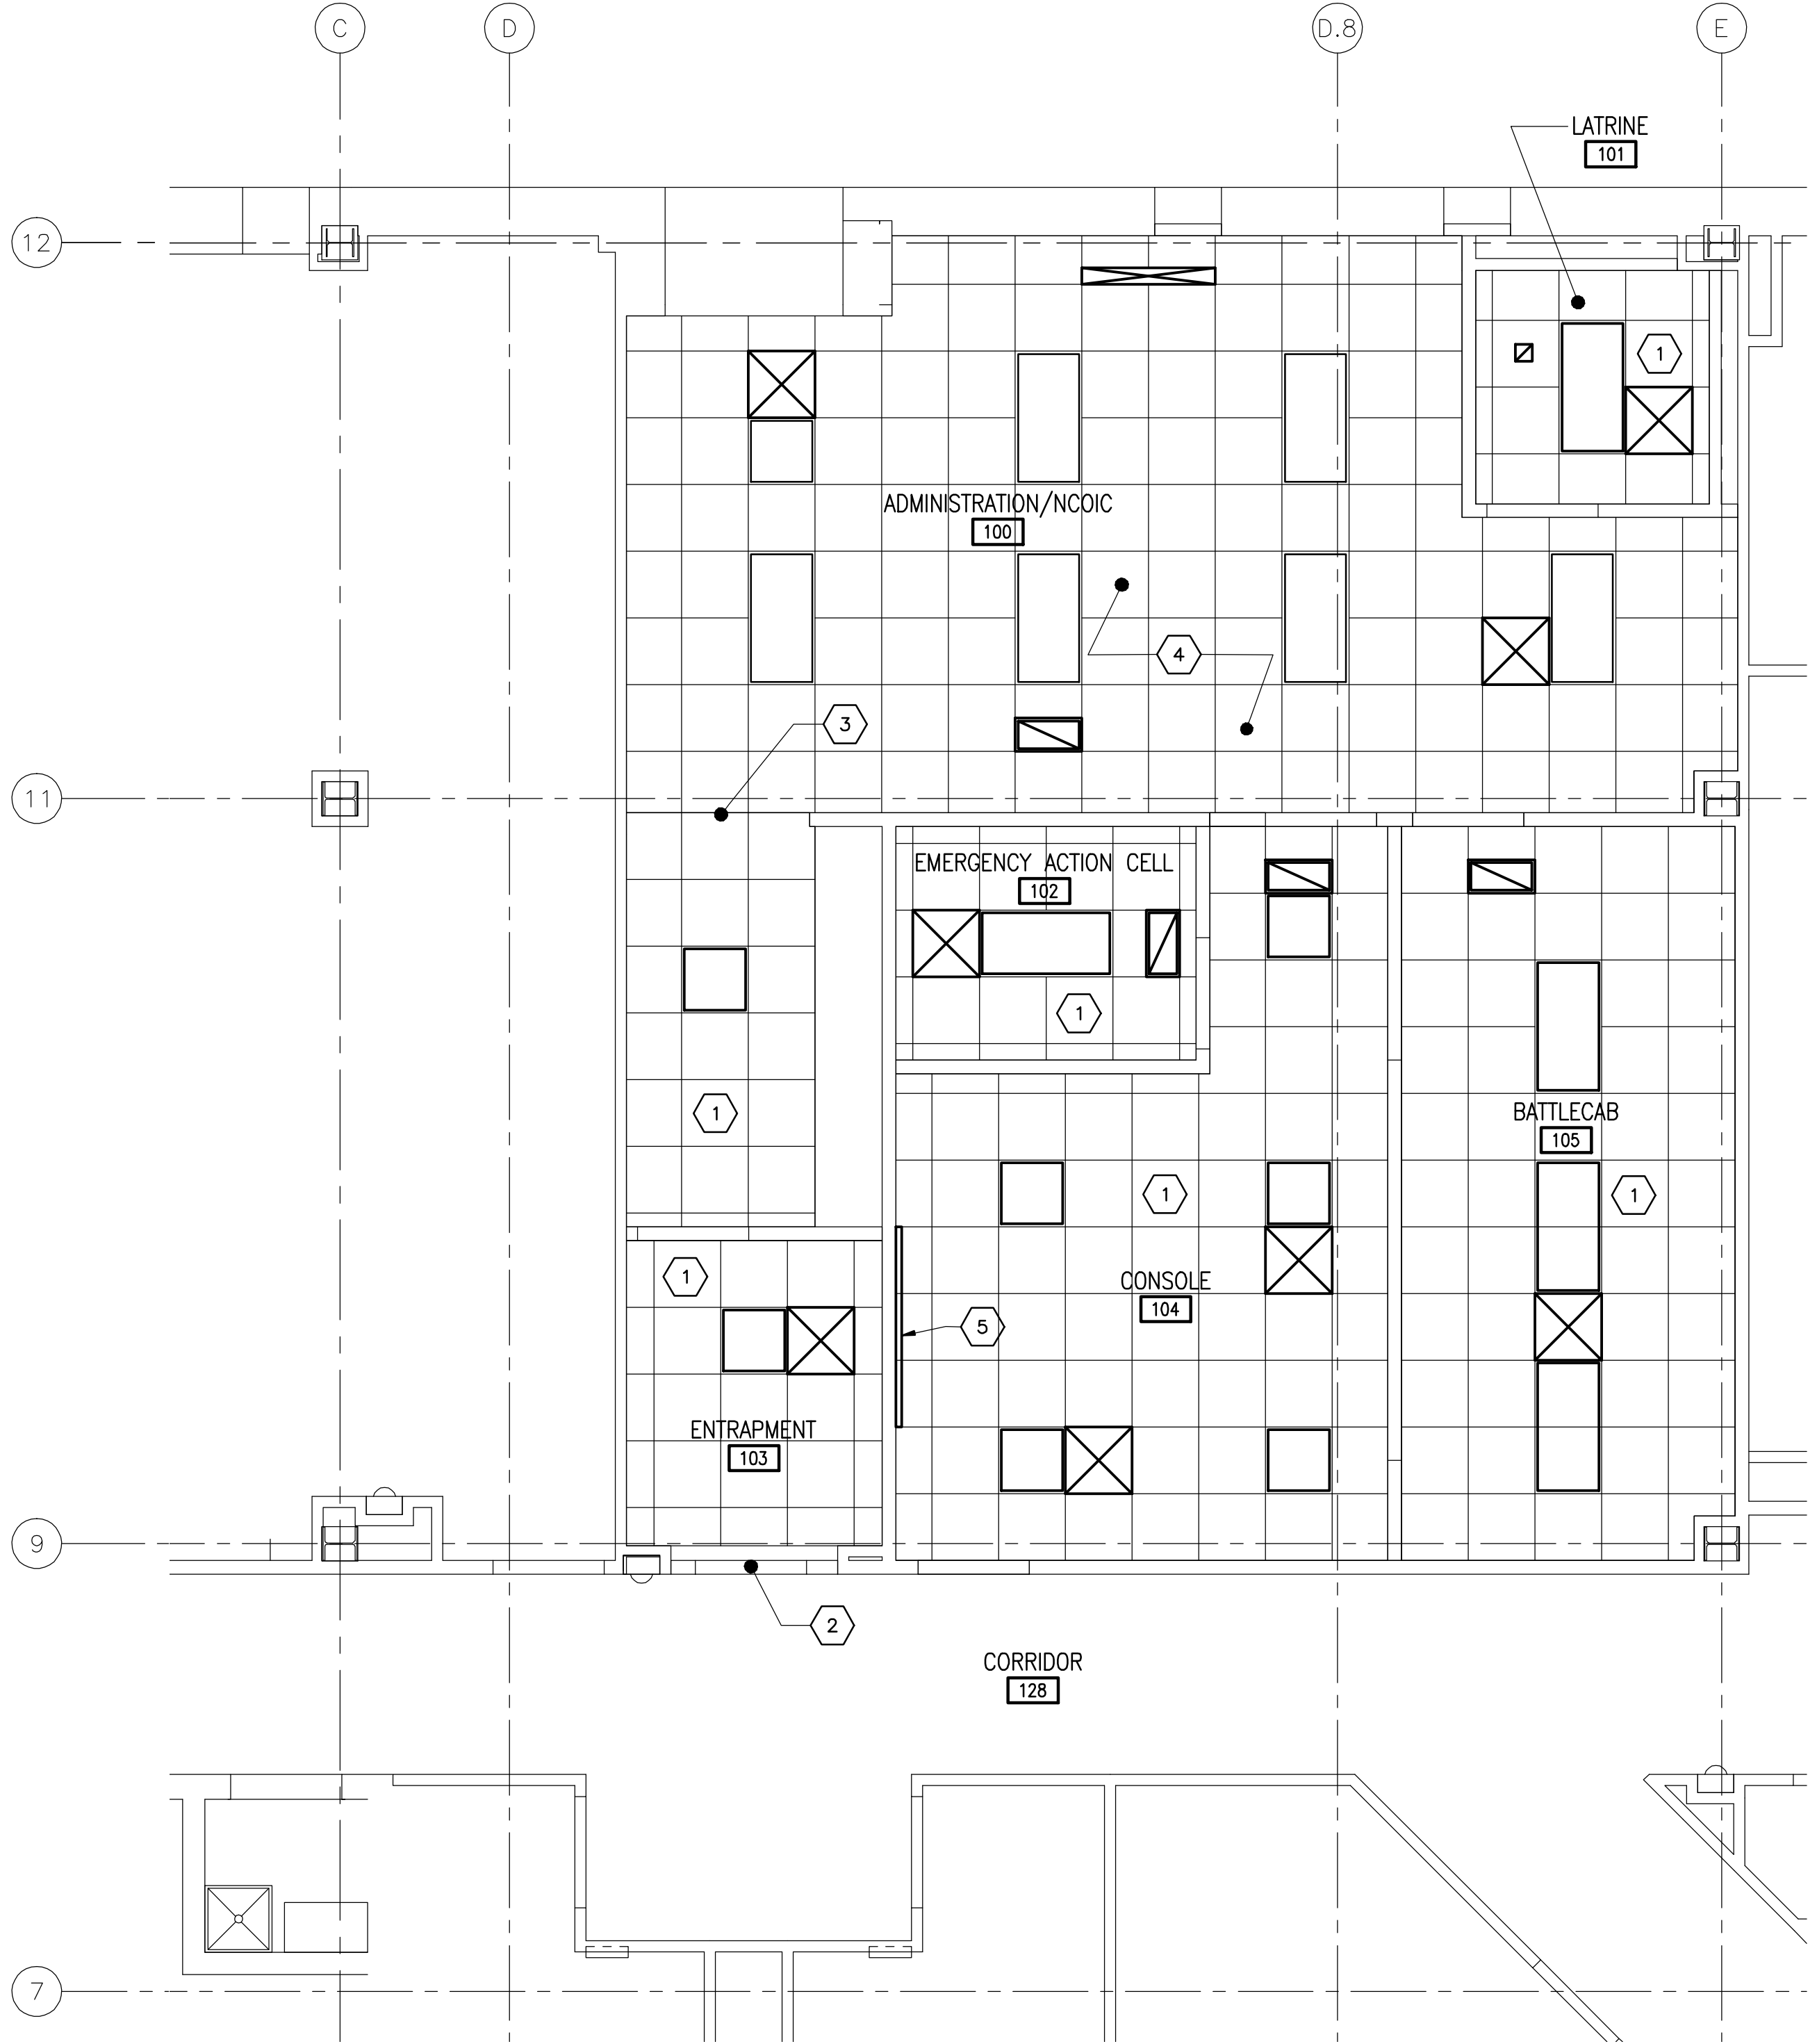 C
D
D.8
E
LATRINE
101
12
1
ADMINISTRATION/NCOIC
100
4
3
11
EMERGENCY ACTION CELL
102
1
1
BATTLECAB
105
1
1
1
CONSOLE
104
5
ENTRAPMENT
103
9
2
CORRIDOR
128
7